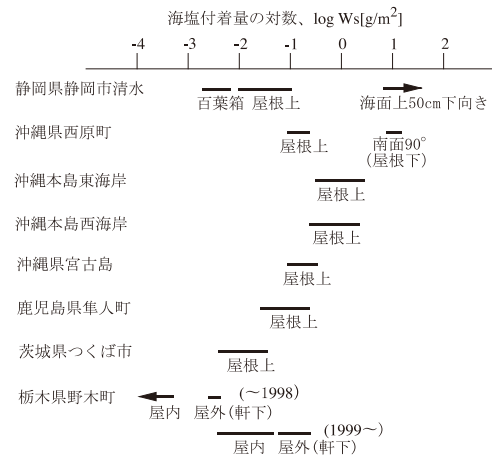 海塩付着量の対数、log Ws[g/m²]
-4 -3 -2 -1 0 1 2
静岡県静岡市清水
百葉箱 屋根上 海面上50cm下向き
沖縄県西原町
屋根上 南面90°
(屋根下)
沖縄本島東海岸
屋根上
沖縄本島西海岸
屋根上
沖縄県宮古島
屋根上
鹿児島県隼人町
屋根上
茨城県つくば市
屋根上
栃木県野木町 (～1998)
屋内 屋外(軒下)
(1999～)
屋内 屋外(軒下)